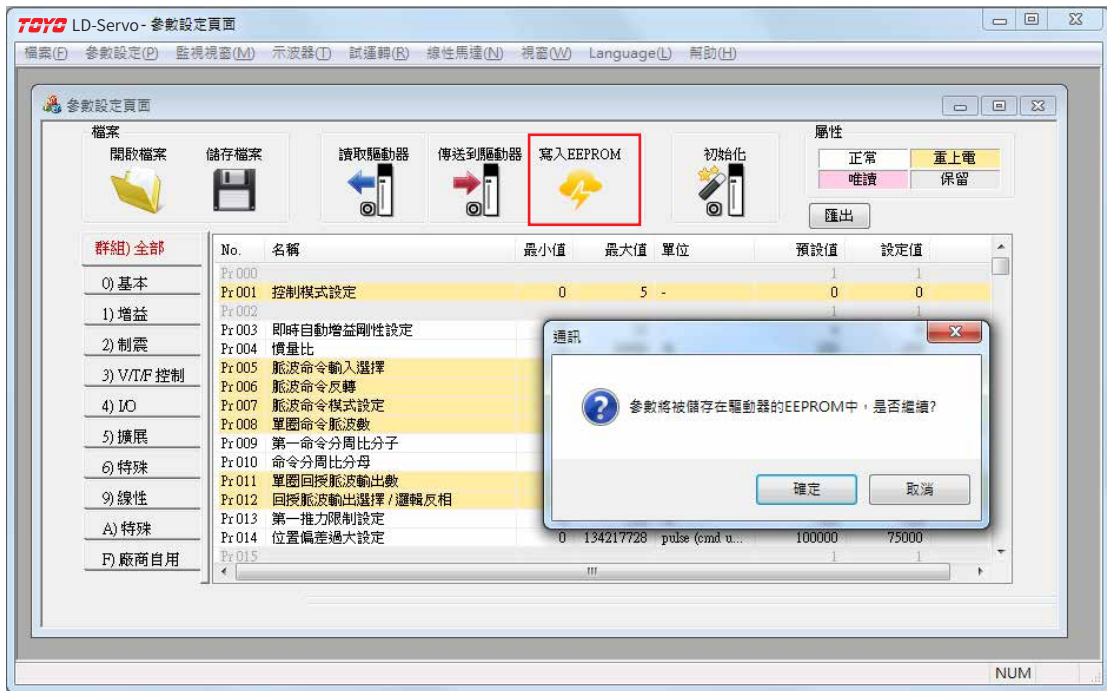 TOYO LD-Servo - 參數設定頁面
檔案(F) 參數設定(P) 監視視窗(M) 示波器(T) 試運轉(R) 線性馬達(N) 視窗(W) Language(L) 幫助(H)
參數設定頁面
檔案
開啟檔案 儲存檔案 讀取驅動器 傳送到驅動器 寫入EEPROM 初始化
屬性
正常 重上電
唯讀 保留
匯出
群組) 全部
0) 基本
1) 增益
2) 制震
3) V/T/F 控制
4) I/O
5) 擴展
6) 特殊
9) 線性
A) 特殊
F) 廠商自用
No. 名稱 最小值 最大值 單位 預設值 設定值
Pr 000 1 1
Pr 001 控制模式設定 0 5 - 0 0
Pr 002 1 1
Pr 003 即時自動增益剛性設定
Pr 004 慣量比
Pr 005 脈波命令輸入選擇
Pr 006 脈波命令反轉
Pr 007 脈波命令模式設定
Pr 008 單圈命令脈波數
Pr 009 第一命令分周比分子
Pr 010 命令分周比分母
Pr 011 單圈回授脈波輸出數
Pr 012 回授脈波輸出選擇 / 邏輯反相
Pr 013 第一推力限制設定
Pr 014 位置偏差過大設定 0 134217728 pulse (cmd u... 100000 75000
Pr 015 1 1
通訊
參數將被儲存在驅動器的EEPROM中，是否繼續?
確定 取消
NUM